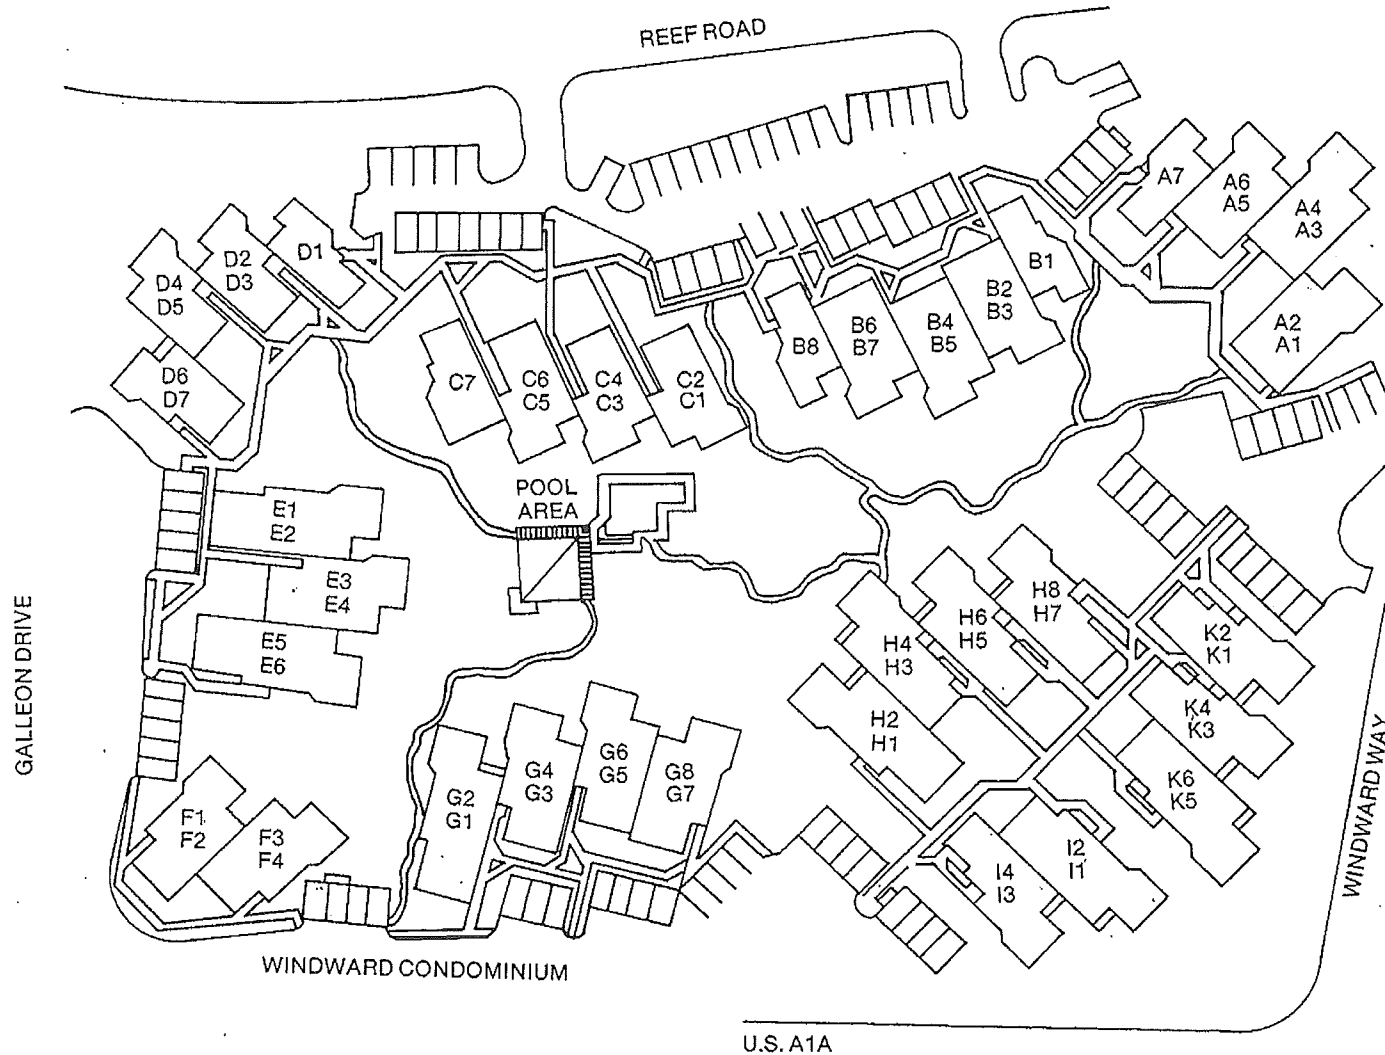 REEF ROAD
A7
A6
A5
A4
A3
A2
A1
B1
B2
B3
B4
B5
B6
B7
B8
C2
C1
C4
C3
C6
C5
C7
D1
D2
D3
D4
D5
D6
D7
POOL
AREA
E1
E2
E3
E4
E5
E6
GALLEON DRIVE
F1
F2
F3
F4
G2
G1
G4
G3
G6
G5
G8
G7
H8
H7
H6
H5
H4
H3
H2
H1
K2
K1
K4
K3
K6
K5
I2
I1
I4
I3
WINDWARD WAY
WINDWARD CONDOMINIUM
U.S. A1A